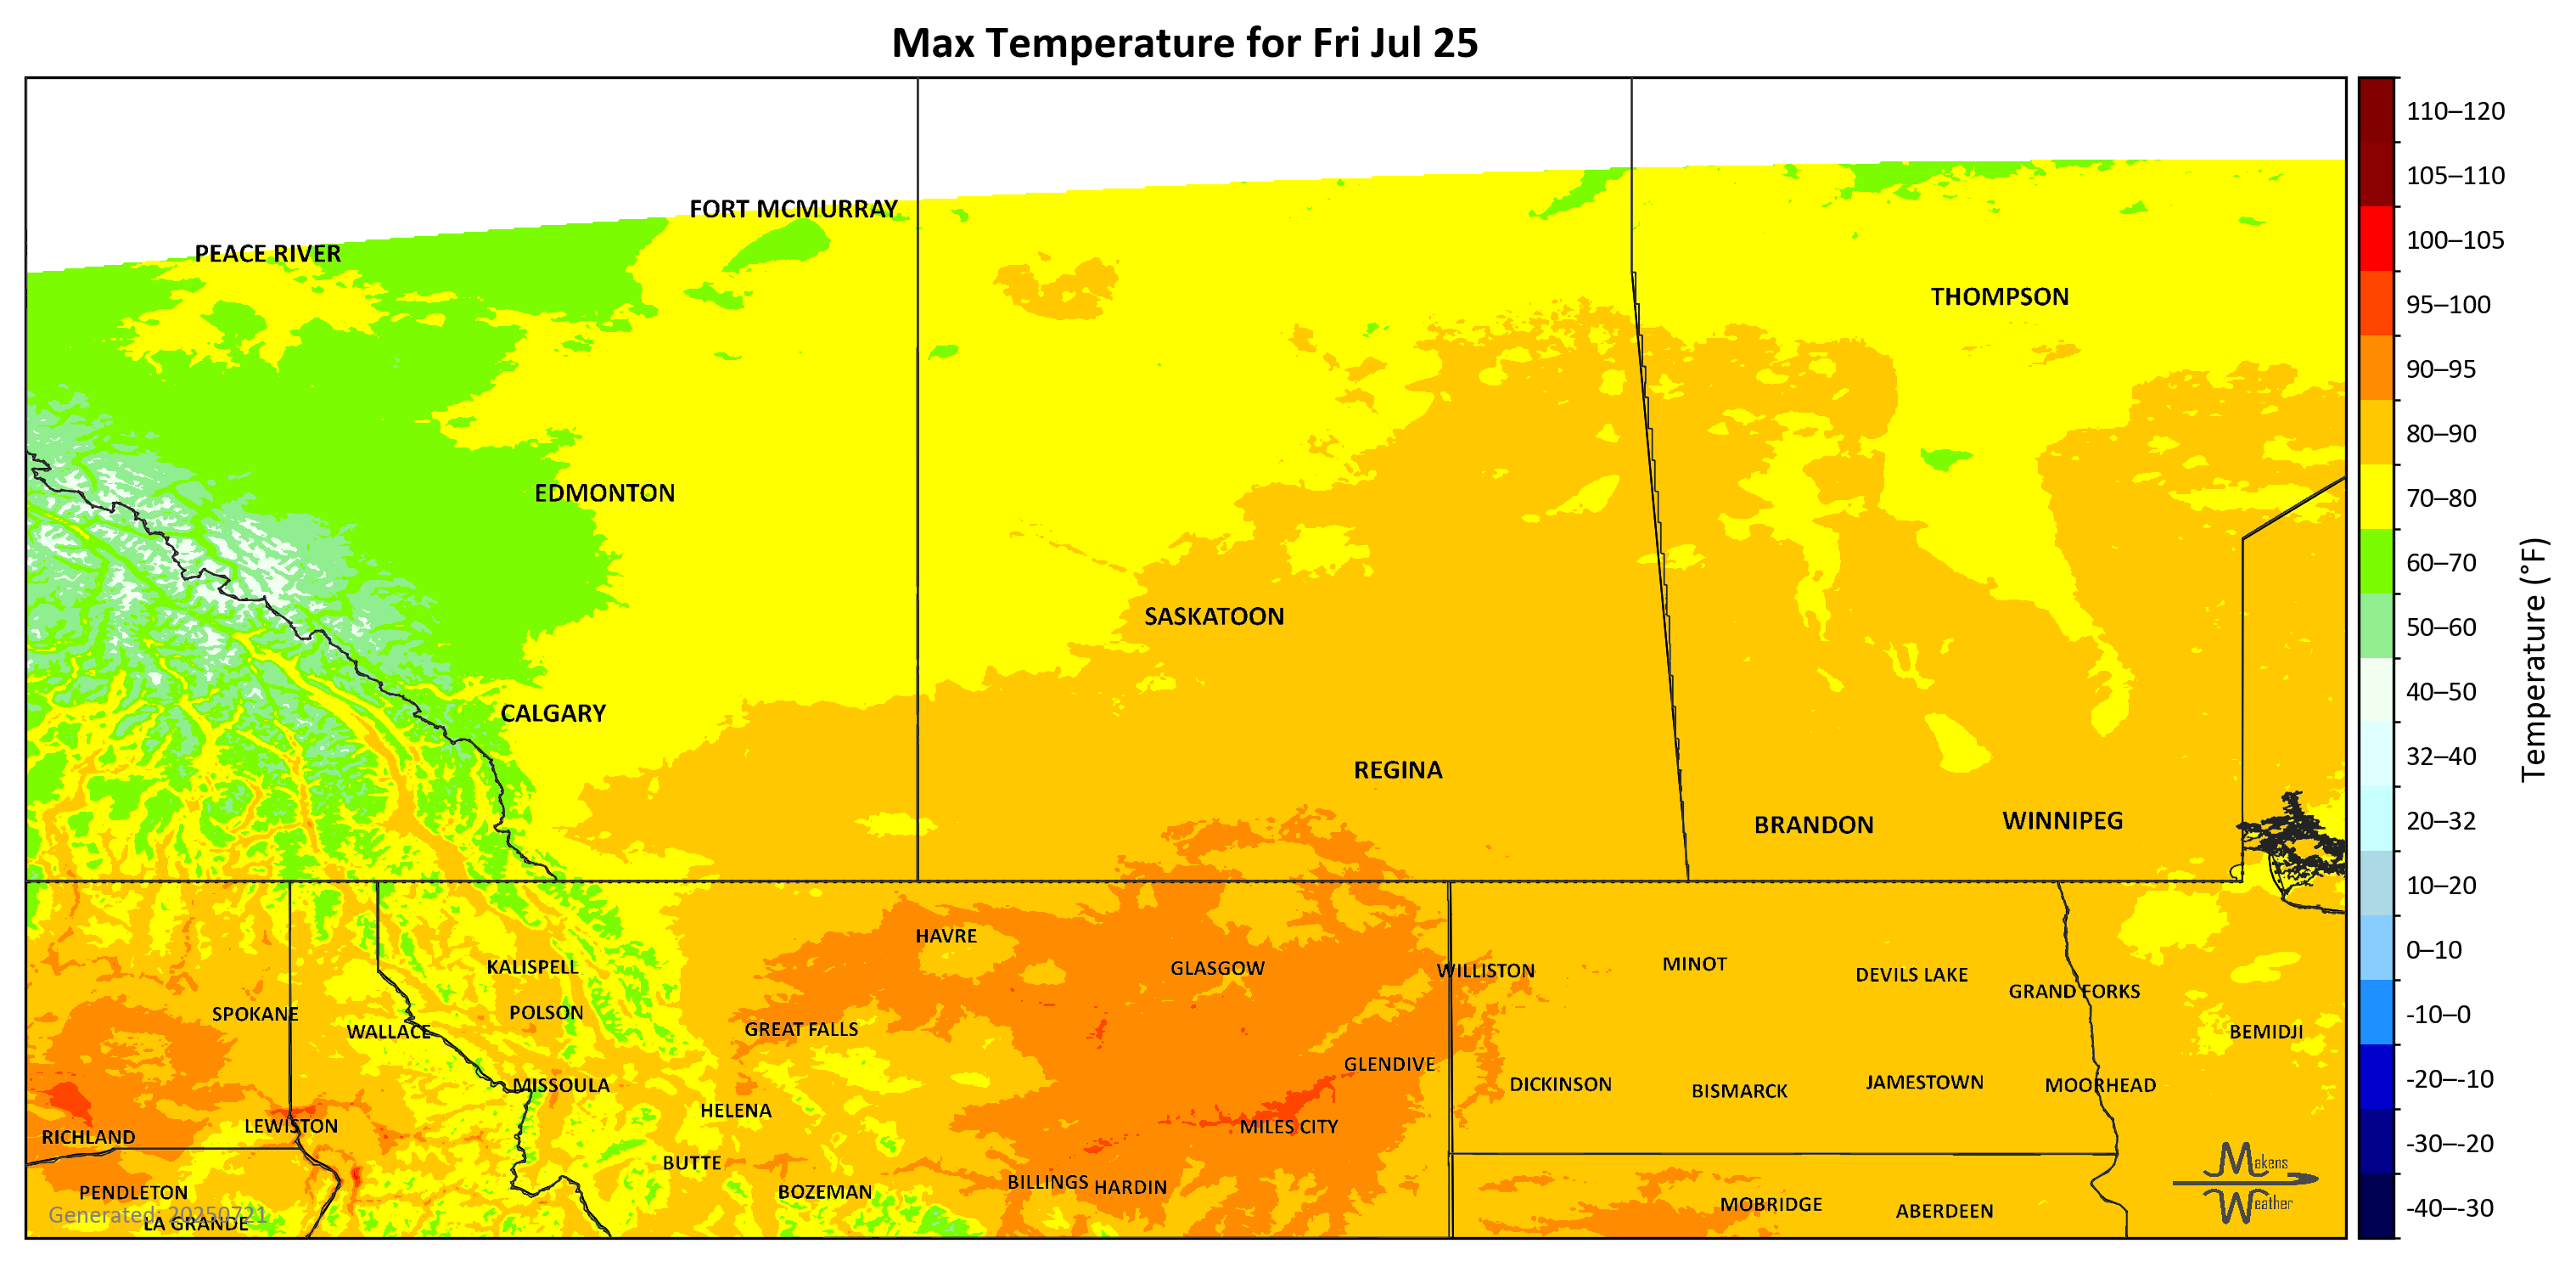 Max Temperature for Fri Jul 25
110–120
105–110
FORT MCMURRAY
100–105
PEACE RIVER
THOMPSON
95–100
90–95
80–90
EDMONTON
70–80
60–70
SASKATOON
50–60
40–50
CALGARY
Temperature (°F)
32–40
REGINA
BRANDON
WINNIPEG
20–32
10–20
HAVRE
0–10
KALISPELL
GLASGOW
WILLISTON
MINOT
DEVILS LAKE
GRAND FORKS
SPOKANE
POLSON
-10–0
WALLACE
GREAT FALLS
BEMIDJI
GLENDIVE
MISSOULA
DICKINSON
BISMARCK
JAMESTOWN
MOORHEAD
-20–-10
HELENA
RICHLAND
LEWISTON
MILES CITY
-30–-20
BUTTE
Makens
Weather
PENDLETON
BOZEMAN
BILLINGS
HARDIN
MOBRIDGE
ABERDEEN
-40–-30
Generated: 20250721
LA GRANDE